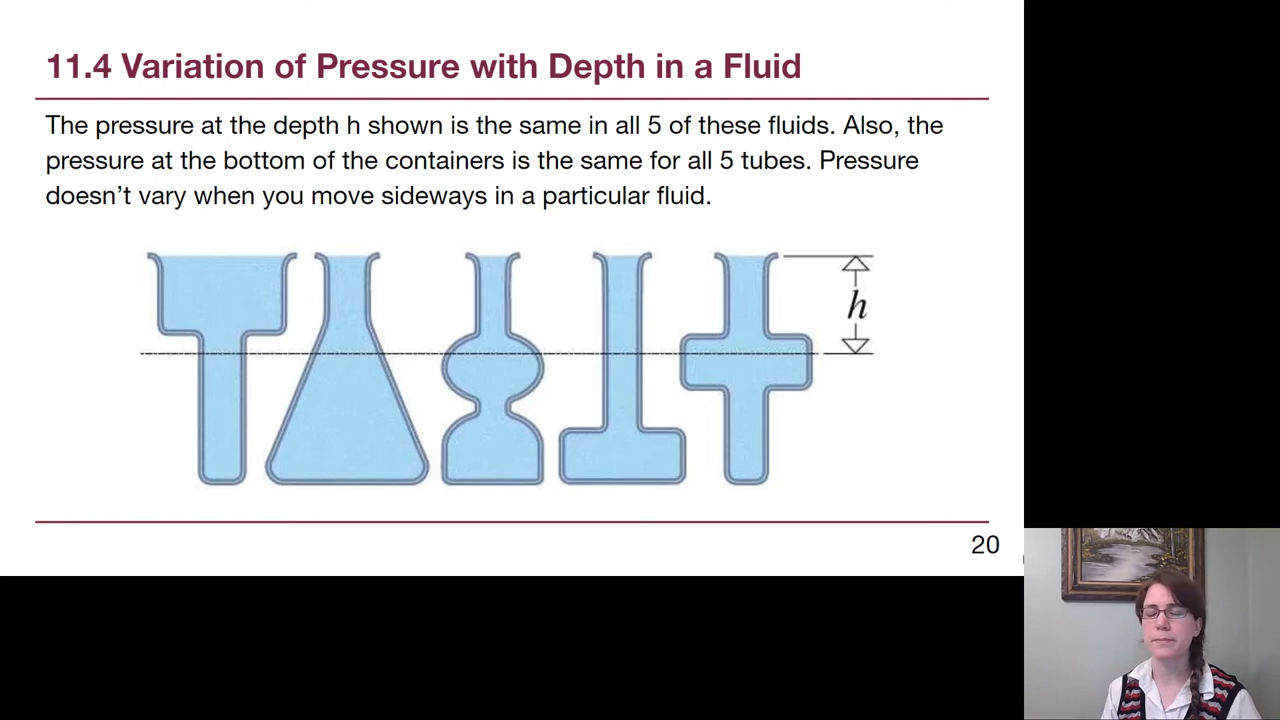 11.4 Variation of Pressure with Depth in a Fluid
The pressure at the depth h shown is the same in all 5 of these fluids. Also, the
pressure at the bottom of the containers is the same for all 5 tubes. Pressure
doesn’t vary when you move sideways in a particular fluid.
h
20